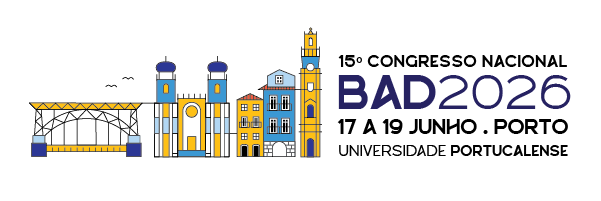 15º CONGRESSO NACIONAL
BAD2026
17 A 19 JUNHO . PORTO
UNIVERSIDADE PORTUCALENSE